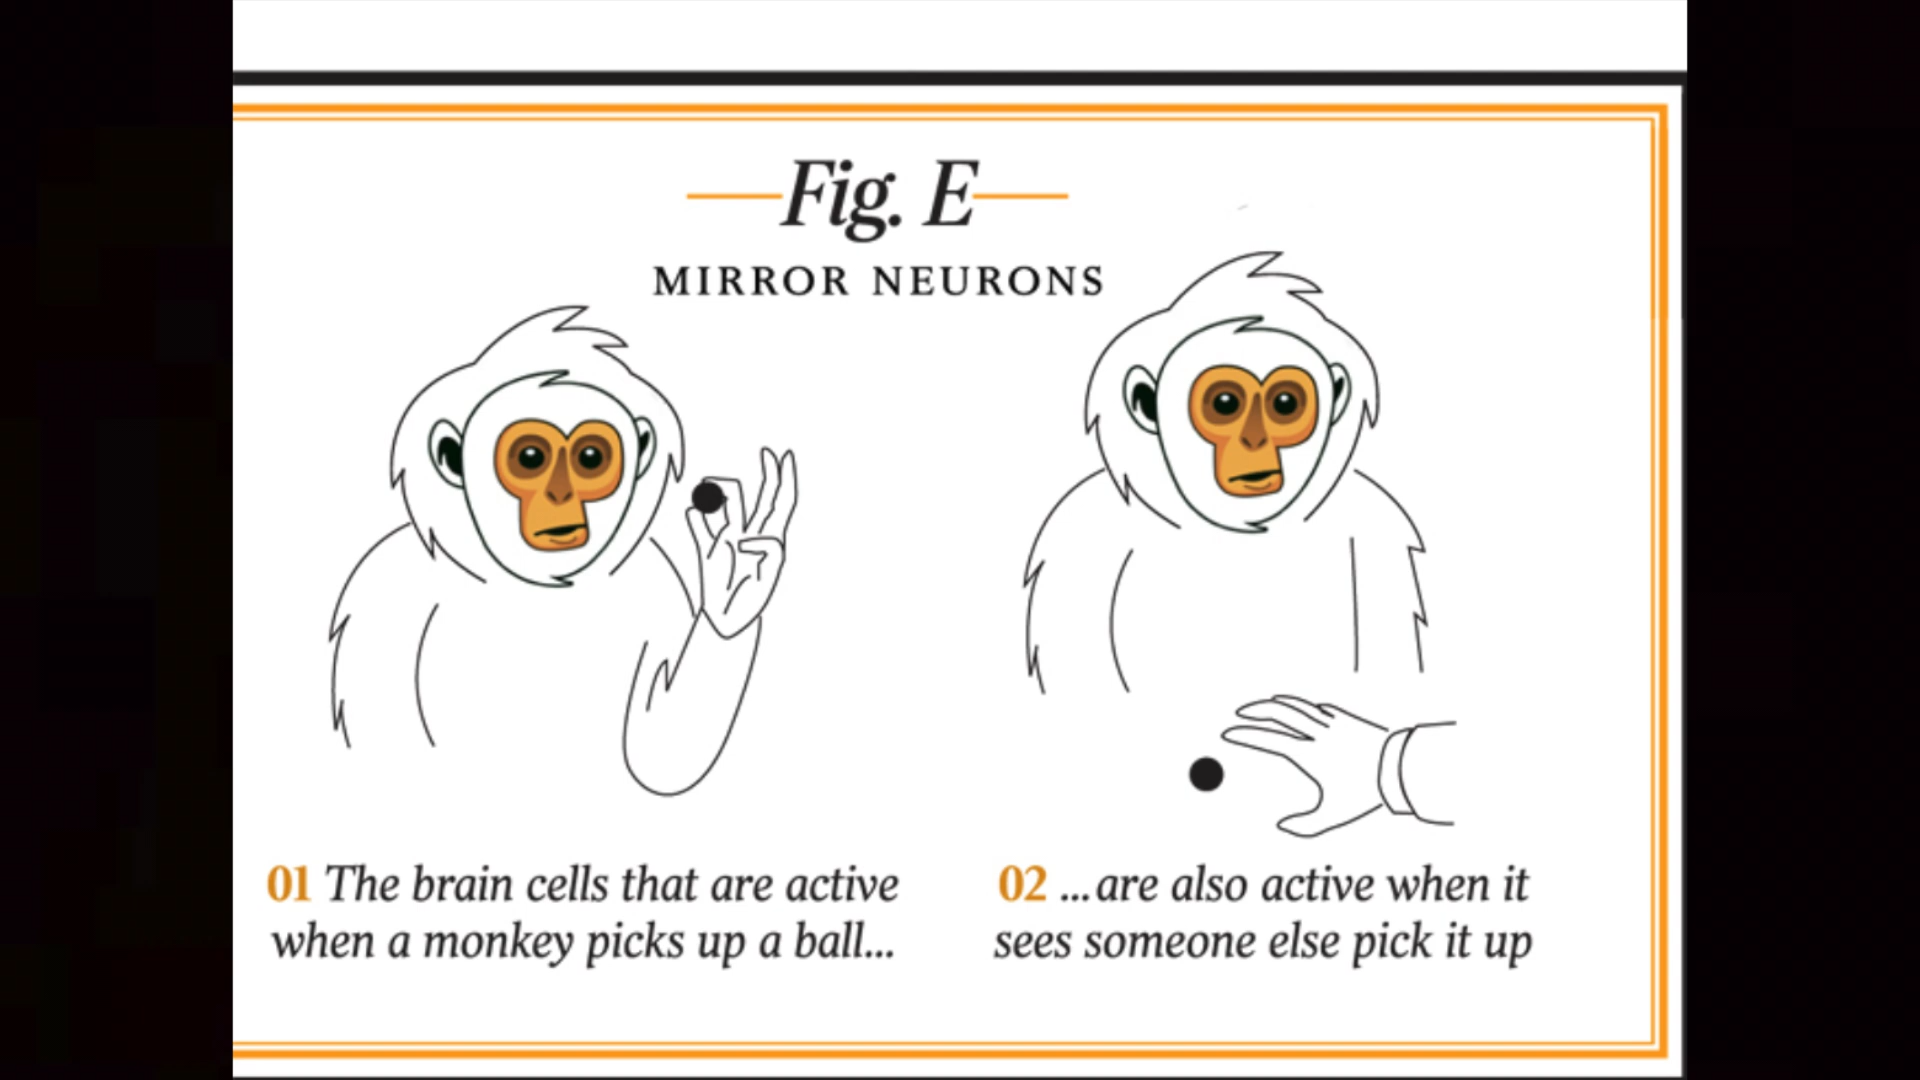 Fig. E
MIRROR NEURONS
01 The brain cells that are active
when a monkey picks up a ball...
02 ...are also active when it
sees someone else pick it up